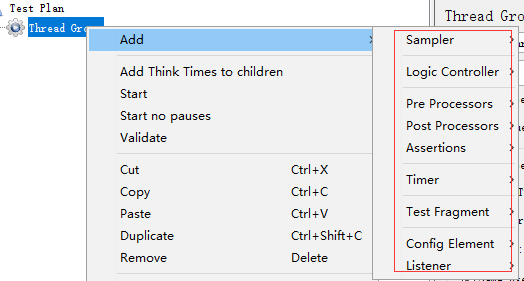 Test Plan
Thread Gro
Add
Add Think Times to children
Start
Start no pauses
Validate
Cut Ctrl+X
Copy Ctrl+C
Paste Ctrl+V
Duplicate Ctrl+Shift+C
Remove Delete
Sampler
Logic Controller
Pre Processors
Post Processors
Assertions
Timer
Test Fragment
Config Element
Listener
Thread Gro